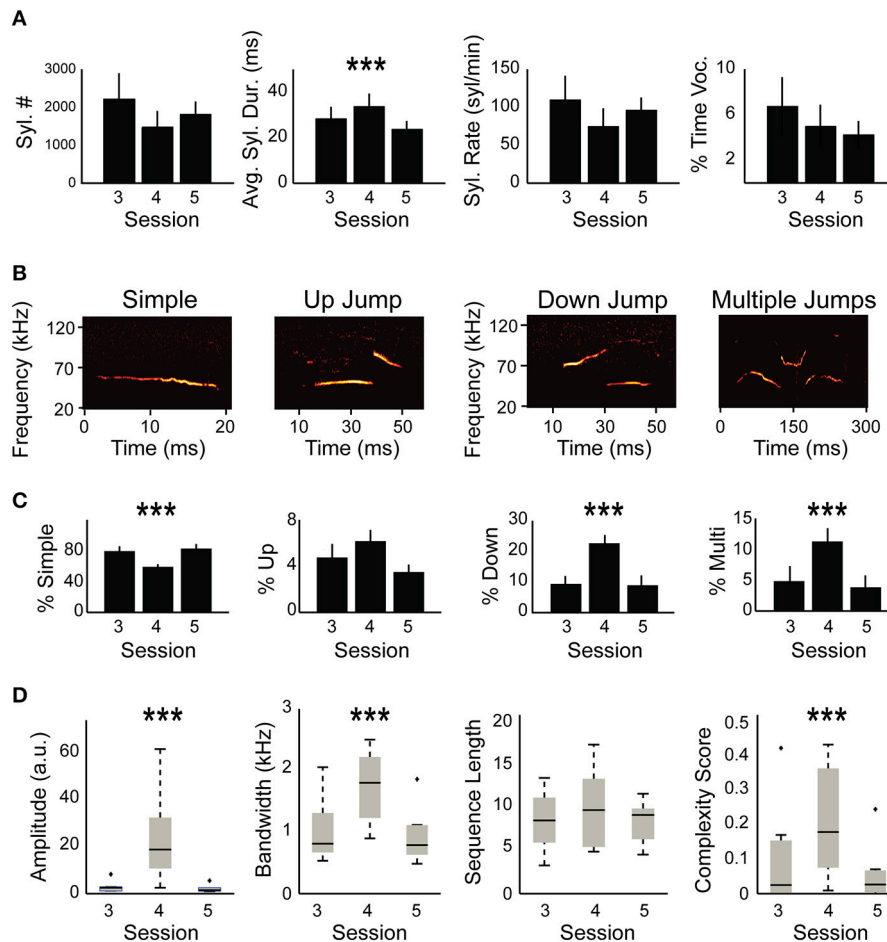 A
Syl. #
3000
2000
1000
0
3 4 5
Session
Avg. Syl. Dur. (ms)
40
20
0
***
3 4 5
Session
Syl. Rate (syl/min)
150
100
50
0
3 4 5
Session
% Time Voc.
10
6
2
3 4 5
Session
B
Simple
Frequency (kHz)
120
70
20
0 10 20
Time (ms)
Up Jump
10 30 50
Time (ms)
Down Jump
Frequency (kHz)
120
70
20
10 30 50
Time (ms)
Multiple Jumps
0 150 300
Time (ms)
C
% Simple
80
40
0
***
3 4 5
Session
% Up
8
4
0
3 4 5
Session
% Down
30
20
10
0
***
3 4 5
Session
% Multi
15
10
5
0
***
3 4 5
Session
D
Amplitude (a.u.)
60
40
20
0
***
3 4 5
Session
Bandwidth (kHz)
3
2
1
0
***
3 4 5
Session
Sequence Length
20
15
10
5
0
3 4 5
Session
Complexity Score
0.5
0.4
0.3
0.2
0.1
0
***
3 4 5
Session